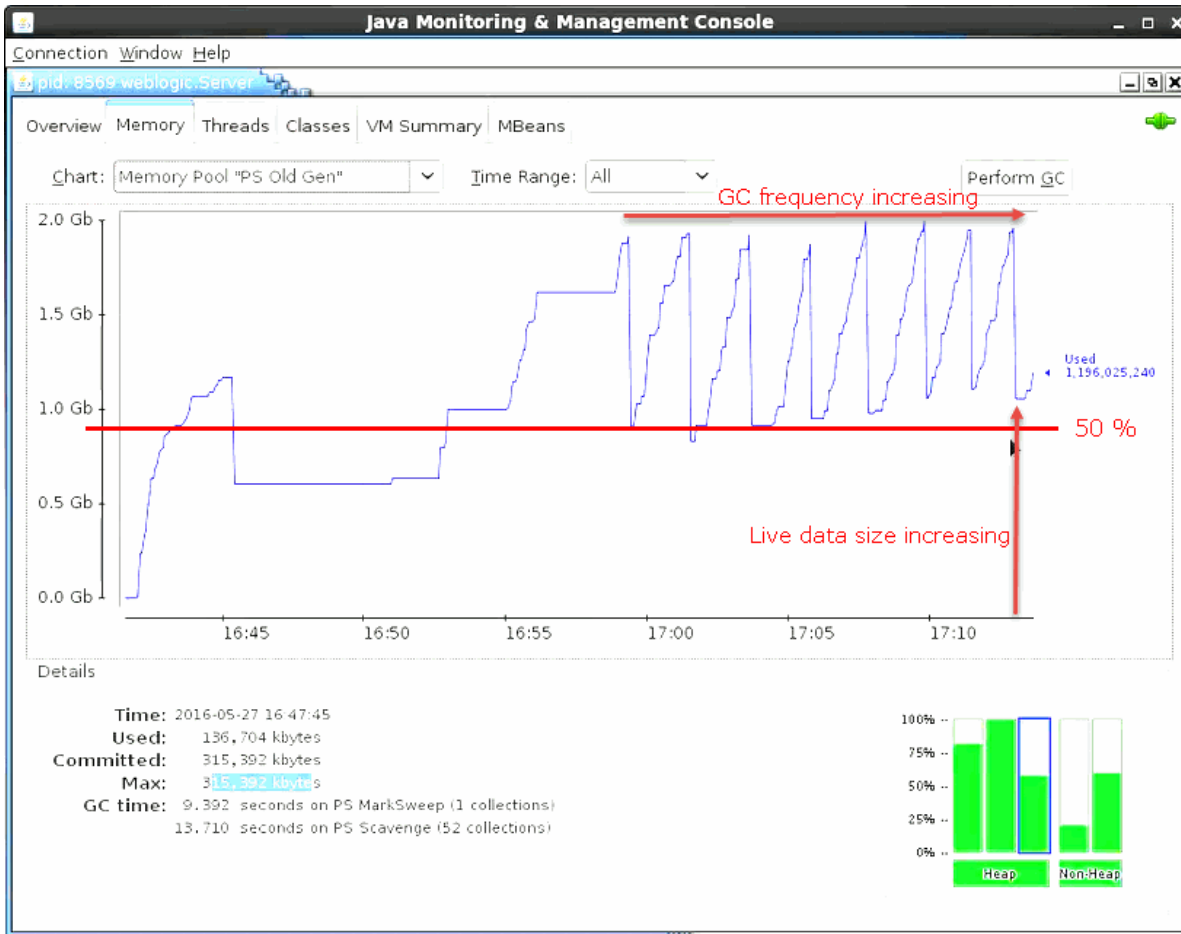 Java Monitoring & Management Console
Connection Window Help
pid: 8569 weblogic.Server
Overview Memory Threads Classes VM Summary MBeans
Chart: Memory Pool "PS Old Gen" Time Range: All Perform GC
GC frequency increasing
2.0 Gb
1.5 Gb
Used
1,196,025,240
1.0 Gb
50 %
0.5 Gb
Live data size increasing
0.0 Gb
16:45 16:50 16:55 17:00 17:05 17:10
Details
Time: 2016-05-27 16:47:45
Used: 136,704 kbytes
Committed: 315,392 kbytes
Max: 315,392 kbytes
GC time: 9.392 seconds on PS MarkSweep (1 collections)
13.710 seconds on PS Scavenge (52 collections)
100% --
75% --
50% --
25% --
0% --
Heap Non-Heap